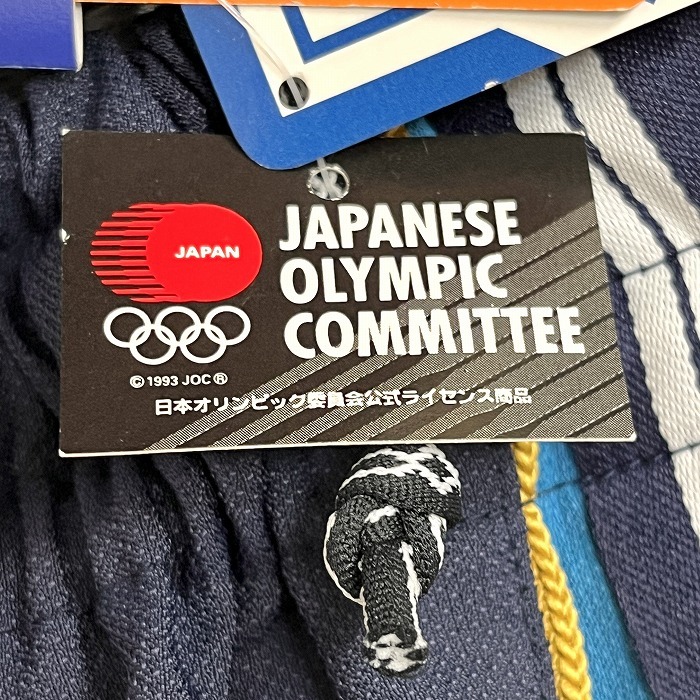 JAPAN
JAPANESE
OLYMPIC
COMMITTEE
© 1993 JOC ®
日本オリンピック委員会公式ライセンス商品